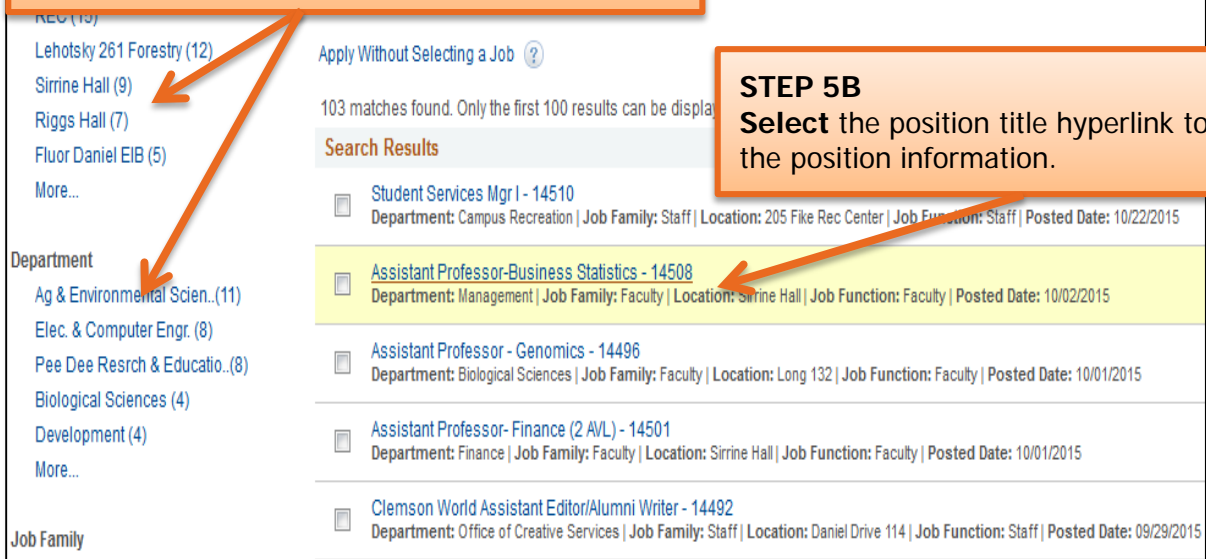 REC (15)
Lehotsky 261 Forestry (12)
Sirrine Hall (9)
Riggs Hall (7)
Fluor Daniel EIB (5)
More...
Department
Ag & Environmental Scien..(11)
Elec. & Computer Engr. (8)
Pee Dee Resrch & Educatio..(8)
Biological Sciences (4)
Development (4)
More...
Job Family
Apply Without Selecting a Job ?
103 matches found. Only the first 100 results can be display
Search Results
STEP 5B
Select the position title hyperlink to
the position information.
Student Services Mgr I - 14510
Department: Campus Recreation | Job Family: Staff | Location: 205 Fike Rec Center | Job Function: Staff | Posted Date: 10/22/2015
Assistant Professor-Business Statistics - 14508
Department: Management | Job Family: Faculty | Location: Sirrine Hall | Job Function: Faculty | Posted Date: 10/02/2015
Assistant Professor - Genomics - 14496
Department: Biological Sciences | Job Family: Faculty | Location: Long 132 | Job Function: Faculty | Posted Date: 10/01/2015
Assistant Professor- Finance (2 AVL) - 14501
Department: Finance | Job Family: Faculty | Location: Sirrine Hall | Job Function: Faculty | Posted Date: 10/01/2015
Clemson World Assistant Editor/Alumni Writer - 14492
Department: Office of Creative Services | Job Family: Staff | Location: Daniel Drive 114 | Job Function: Staff | Posted Date: 09/29/2015